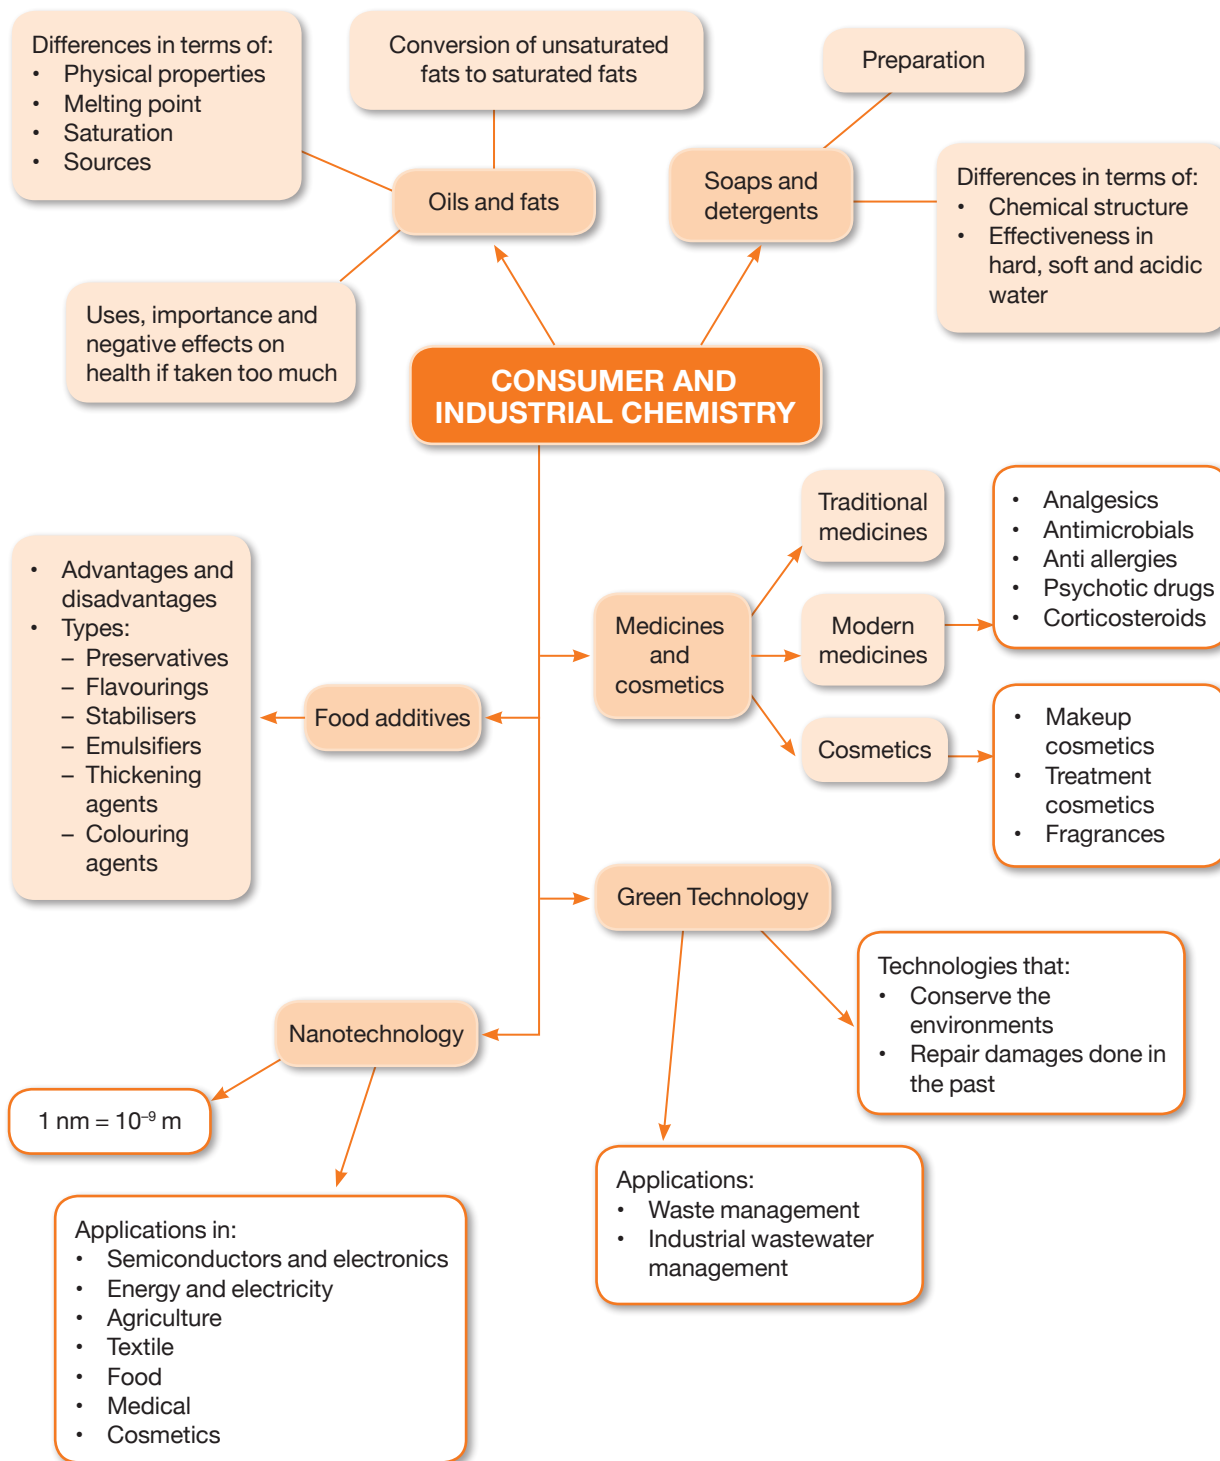 Differences in terms of:
• Physical properties
• Melting point
• Saturation
• Sources
Conversion of unsaturated
fats to saturated fats
Preparation
Oils and fats
Soaps and
detergents
Differences in terms of:
• Chemical structure
• Effectiveness in
hard, soft and acidic
water
Uses, importance and
negative effects on
health if taken too much
CONSUMER AND
INDUSTRIAL CHEMISTRY
Traditional
medicines
• Analgesics
• Antimicrobials
• Anti allergies
• Psychotic drugs
• Corticosteroids
• Advantages and
disadvantages
• Types:
– Preservatives
– Flavourings
– Stabilisers
– Emulsifiers
– Thickening
agents
– Colouring
agents
Food additives
Medicines
and
cosmetics
Modern
medicines
Cosmetics
• Makeup
cosmetics
• Treatment
cosmetics
• Fragrances
Green Technology
Technologies that:
• Conserve the
environments
• Repair damages done in
the past
Nanotechnology
1 nm = 10⁻⁹ m
Applications:
• Waste management
• Industrial wastewater
management
Applications in:
• Semiconductors and electronics
• Energy and electricity
• Agriculture
• Textile
• Food
• Medical
• Cosmetics